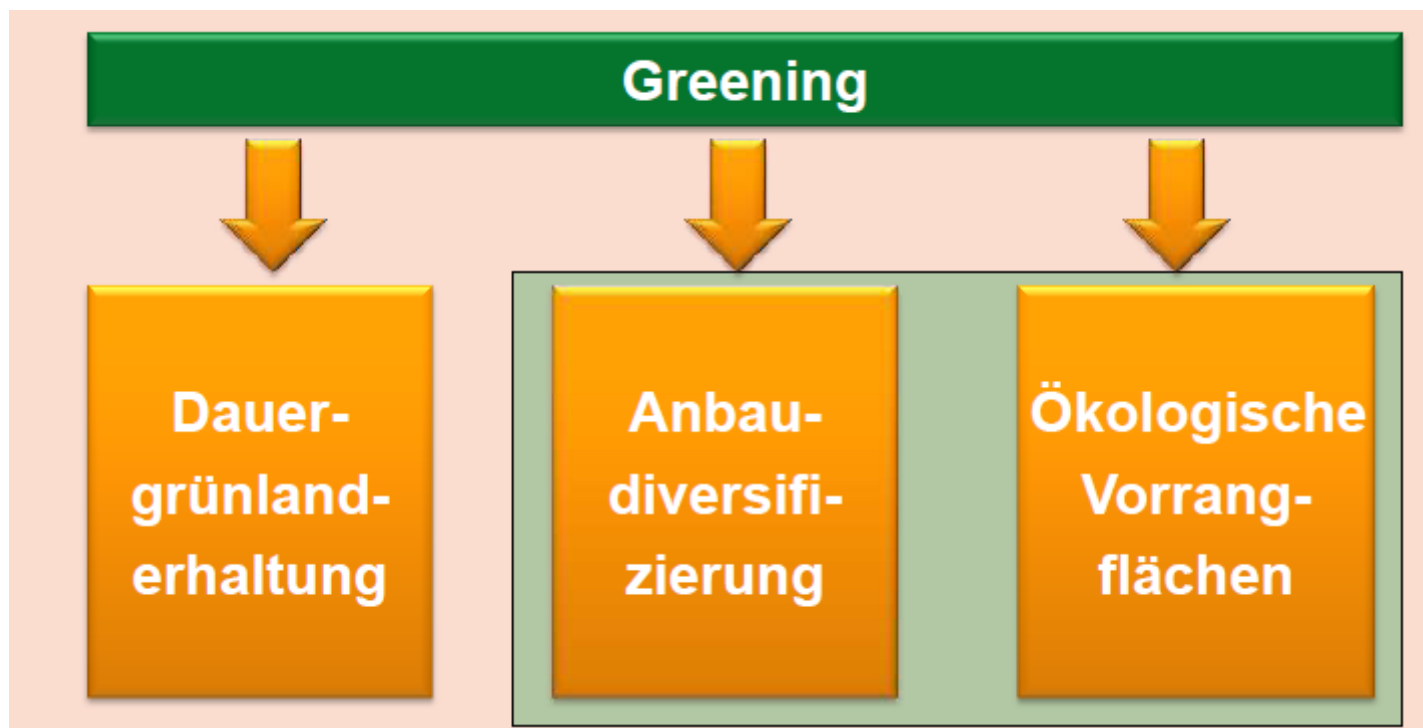 Greening
Dauer-
grünland-
erhaltung
Anbau-
diversifi-
zierung
Ökologische
Vorrang-
flächen